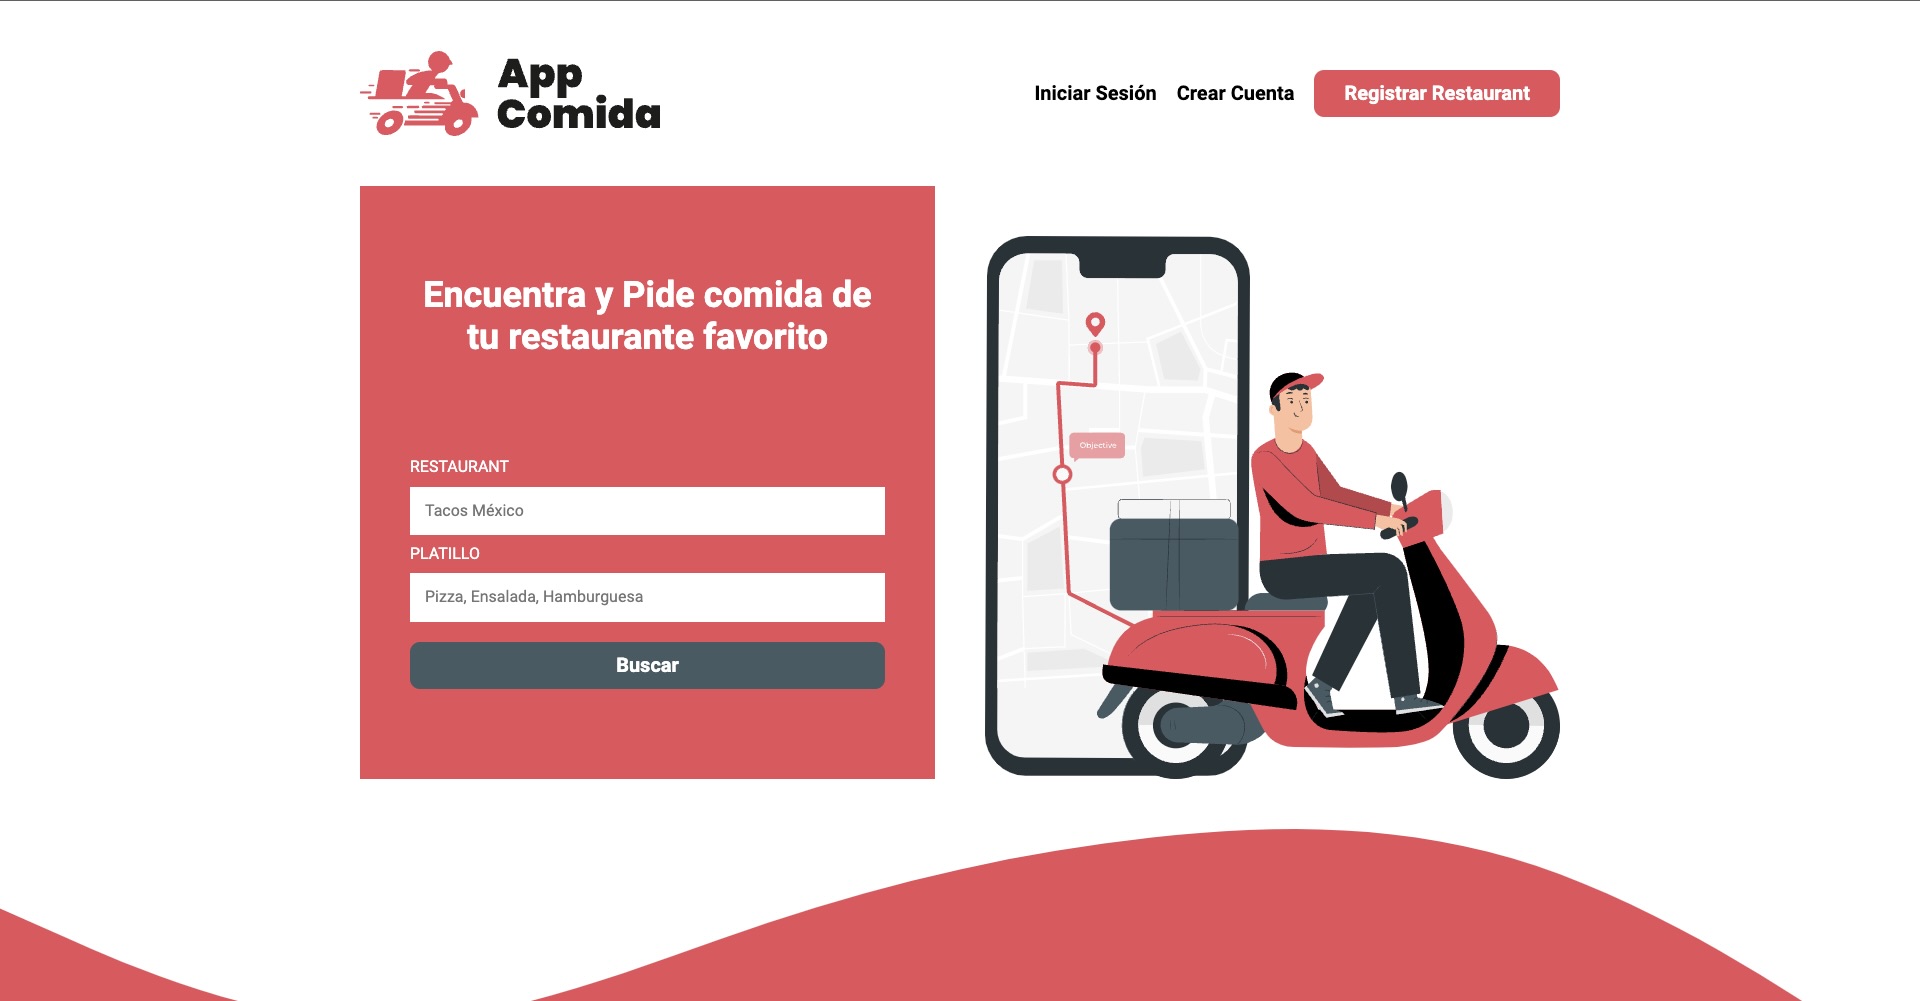 App
Comida
Iniciar Sesión
Crear Cuenta
Registrar Restaurant
Encuentra y Pide comida de
tu restaurante favorito
RESTAURANT
Tacos México
PLATILLO
Pizza, Ensalada, Hamburguesa
Buscar
Objective